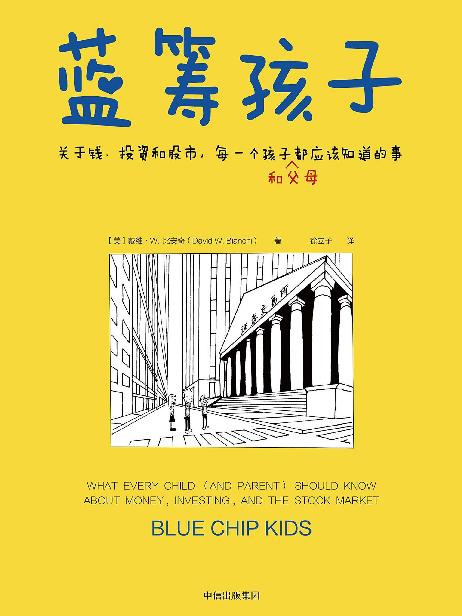 蓝筹孩子
关于钱、投资和股市，每一个孩子都应该知道的事
和父母
[美]戴维·W.比安奇(David W. Bianchi) 著 译
证券交易所
WHAT EVERY CHILD (AND PARENT) SHOULD KNOW
ABOUT MONEY, INVESTING, AND THE STOCK MARKET
BLUE CHIP KIDS
中信出版集团